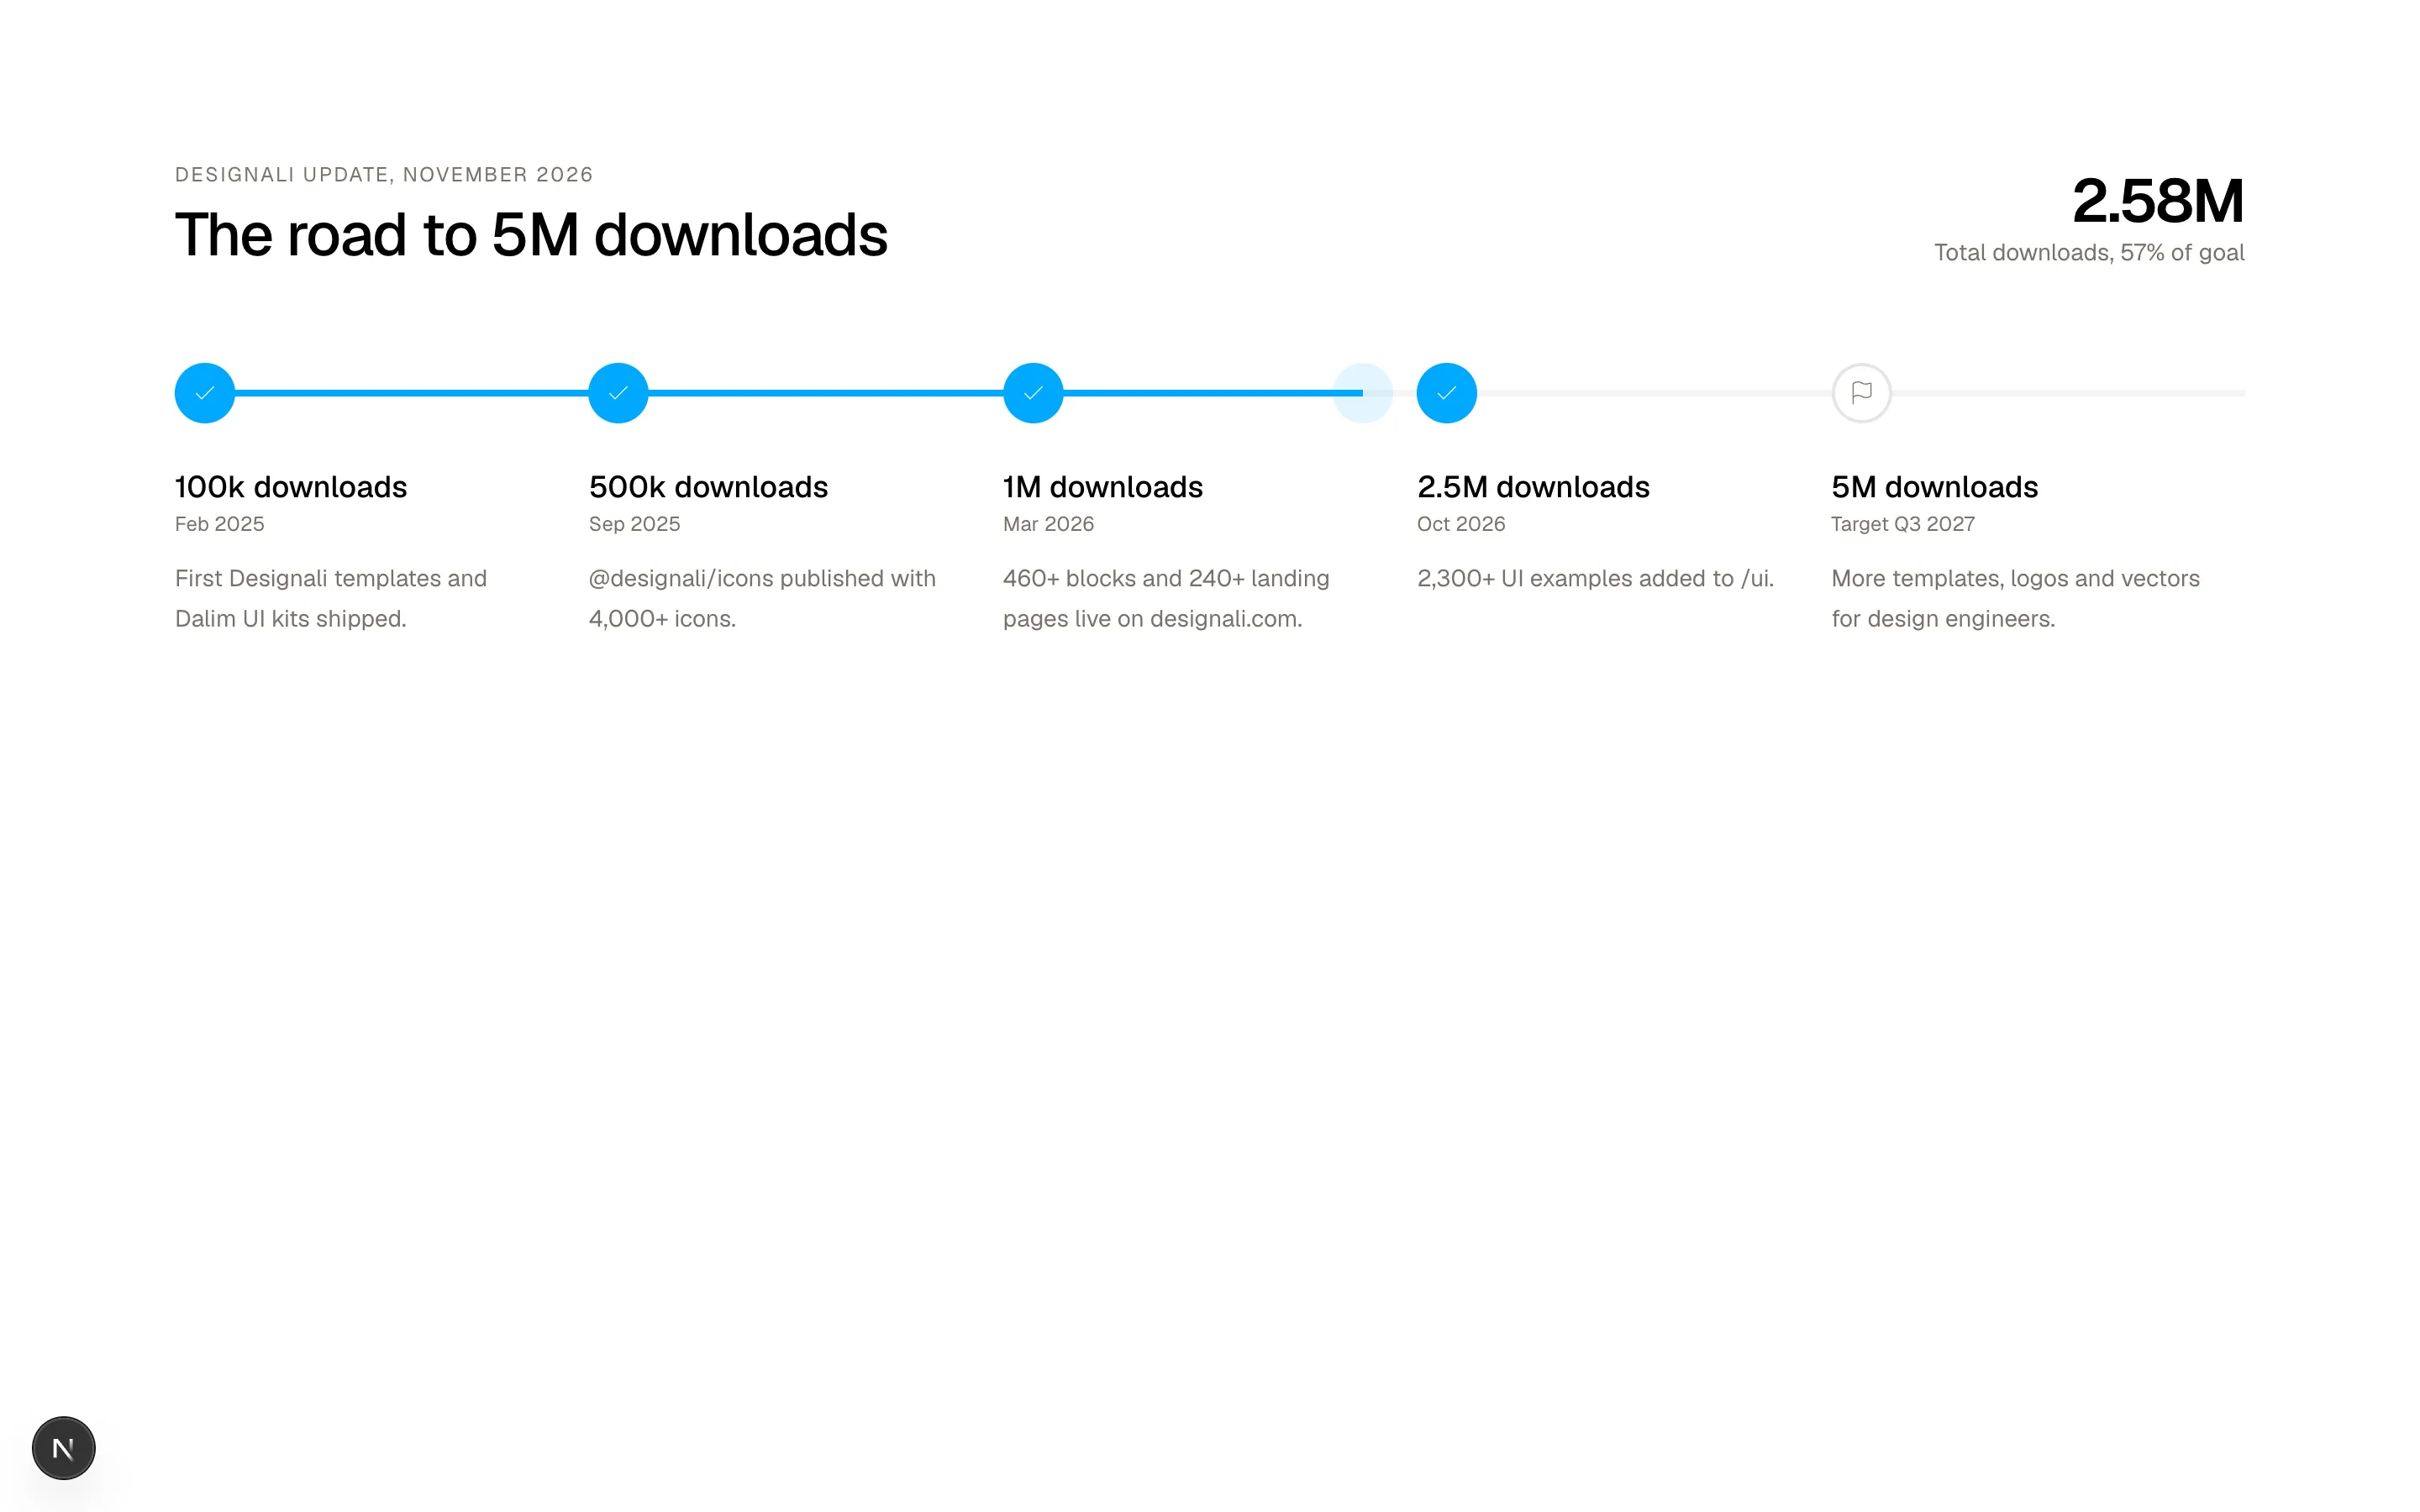 DESIGNALI UPDATE, NOVEMBER 2026
The road to 5M downloads
2.58M
Total downloads, 57% of goal
100k downloads
Feb 2025
First Designali templates and
Dalim UI kits shipped.
500k downloads
Sep 2025
@designali/icons published with
4,000+ icons.
1M downloads
Mar 2026
460+ blocks and 240+ landing
pages live on designali.com.
2.5M downloads
Oct 2026
2,300+ UI examples added to /ui.
5M downloads
Target Q3 2027
More templates, logos and vectors
for design engineers.
N